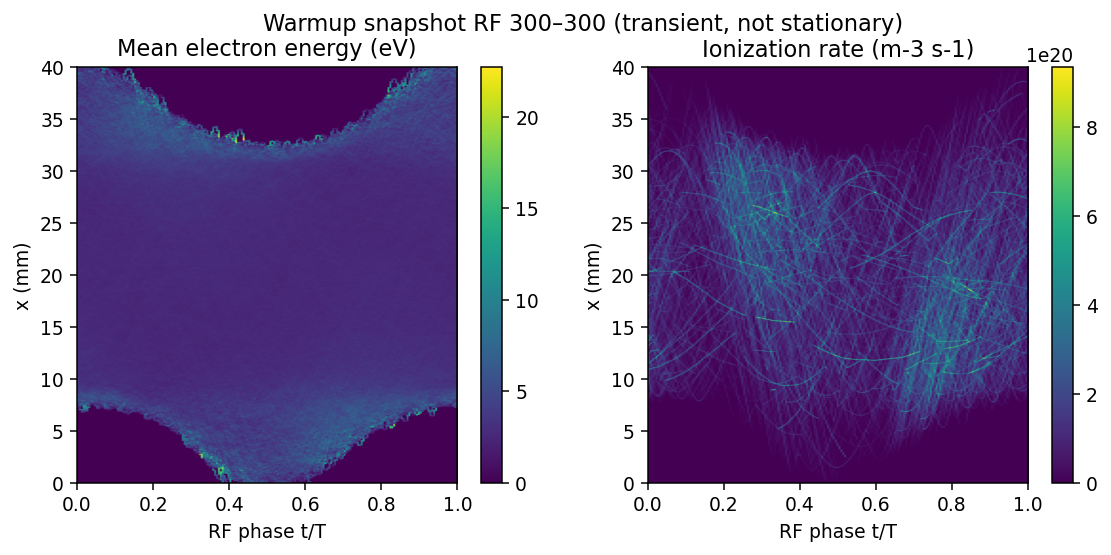 Warmup snapshot RF 300–300 (transient, not stationary)
Mean electron energy (eV)
Ionization rate (m-3 s-1)
1e20
40
35
30
25
20
15
10
5
0
x (mm)
0.0 0.2 0.4 0.6 0.8 1.0
RF phase t/T
20
15
10
5
0
40
35
30
25
20
15
10
5
0
x (mm)
0.0 0.2 0.4 0.6 0.8 1.0
RF phase t/T
8
6
4
2
0